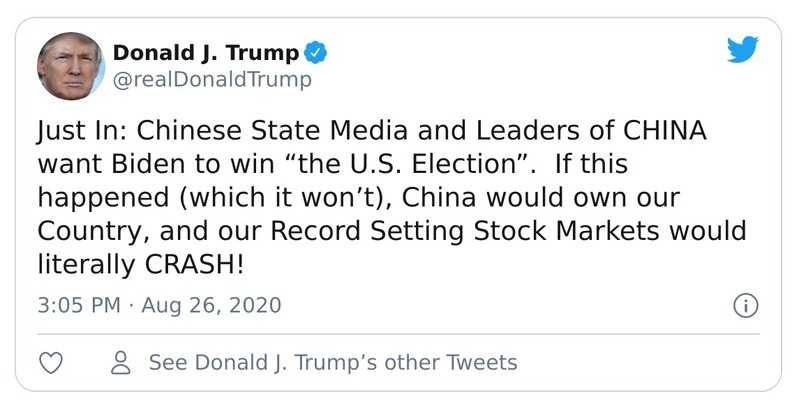 Donald J. Trump
@realDonaldTrump
Just In: Chinese State Media and Leaders of CHINA
want Biden to win “the U.S. Election”.  If this
happened (which it won’t), China would own our
Country, and our Record Setting Stock Markets would
literally CRASH!
3:05 PM · Aug 26, 2020
See Donald J. Trump’s other Tweets